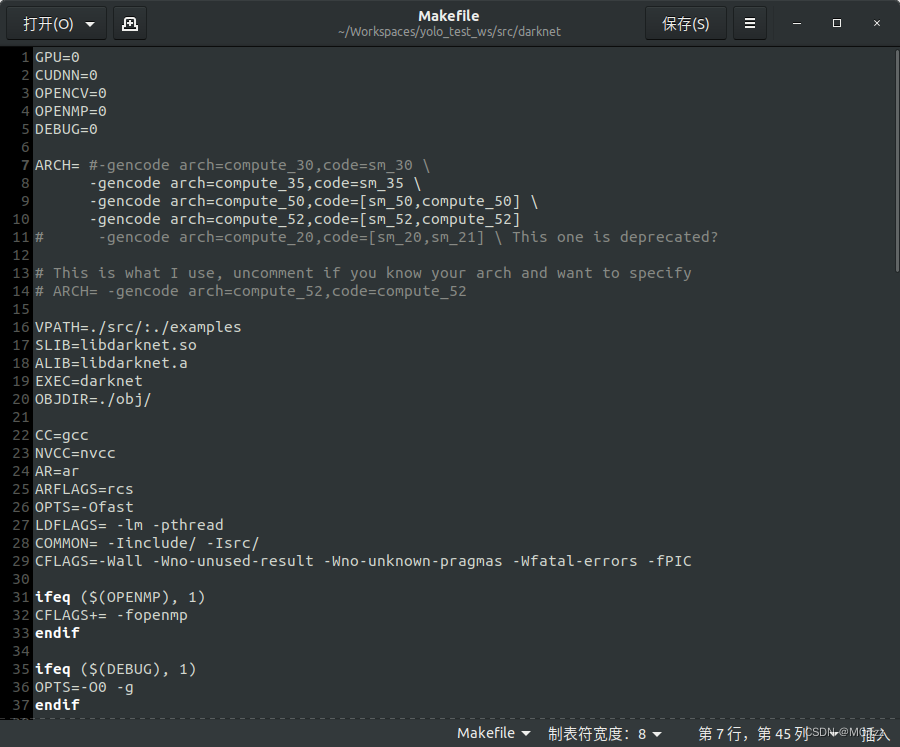 打开(O)
Makefile
~/Workspaces/yolo_test_ws/src/darknet
保存(S)
1 GPU=0
2 CUDNN=0
3 OPENCV=0
4 OPENMP=0
5 DEBUG=0
6
7 ARCH= #-gencode arch=compute_30,code=sm_30 \
8 -gencode arch=compute_35,code=sm_35 \
9 -gencode arch=compute_50,code=[sm_50,compute_50] \
10 -gencode arch=compute_52,code=[sm_52,compute_52]
11 # -gencode arch=compute_20,code=[sm_20,sm_21] \ This one is deprecated?
12
13 # This is what I use, uncomment if you know your arch and want to specify
14 # ARCH= -gencode arch=compute_52,code=compute_52
15
16 VPATH=./src/:./examples
17 SLIB=libdarknet.so
18 ALIB=libdarknet.a
19 EXEC=darknet
20 OBJDIR=./obj/
21
22 CC=gcc
23 NVCC=nvcc
24 AR=ar
25 ARFLAGS=rcs
26 OPTS=-Ofast
27 LDFLAGS= -lm -pthread
28 COMMON= -Iinclude/ -Isrc/
29 CFLAGS=-Wall -Wno-unused-result -Wno-unknown-pragmas -Wfatal-errors -fPIC
30
31 ifeq ($(OPENMP), 1)
32 CFLAGS+= -fopenmp
33 endif
34
35 ifeq ($(DEBUG), 1)
36 OPTS=-O0 -g
37 endif
Makefile 制表符宽度：8 第 7 行，第 45 列 插入